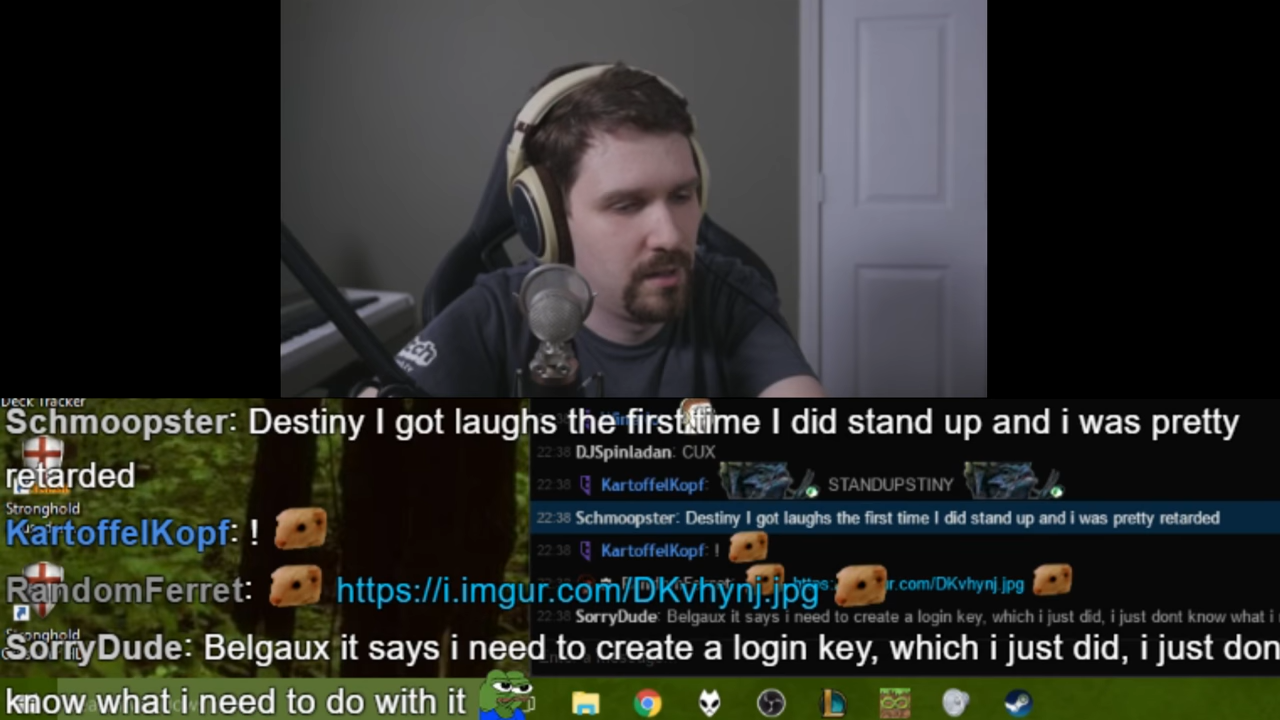 Deck Tracker
Schmoopster: Destiny I got laughs the first time I did stand up and i was pretty
retarded
Stronghold
KartoffelKopf: !
RandomFerret: https://i.imgur.com/DKvhynj.jpg
Stronghold
SorryDude: Belgaux it says i need to create a login key, which i just did, i just don
know what i need to do with it
22:38 DJSpinladan: CUX
22:38 KartoffelKopf: STANDUPSTINY
22:38 Schmoopster: Destiny I got laughs the first time I did stand up and i was pretty retarded
22:38 KartoffelKopf: !
r.com/DKvhynj.jpg
22:38 SorryDude: Belgaux it says i need to create a login key, which i just did, i just dont know what i